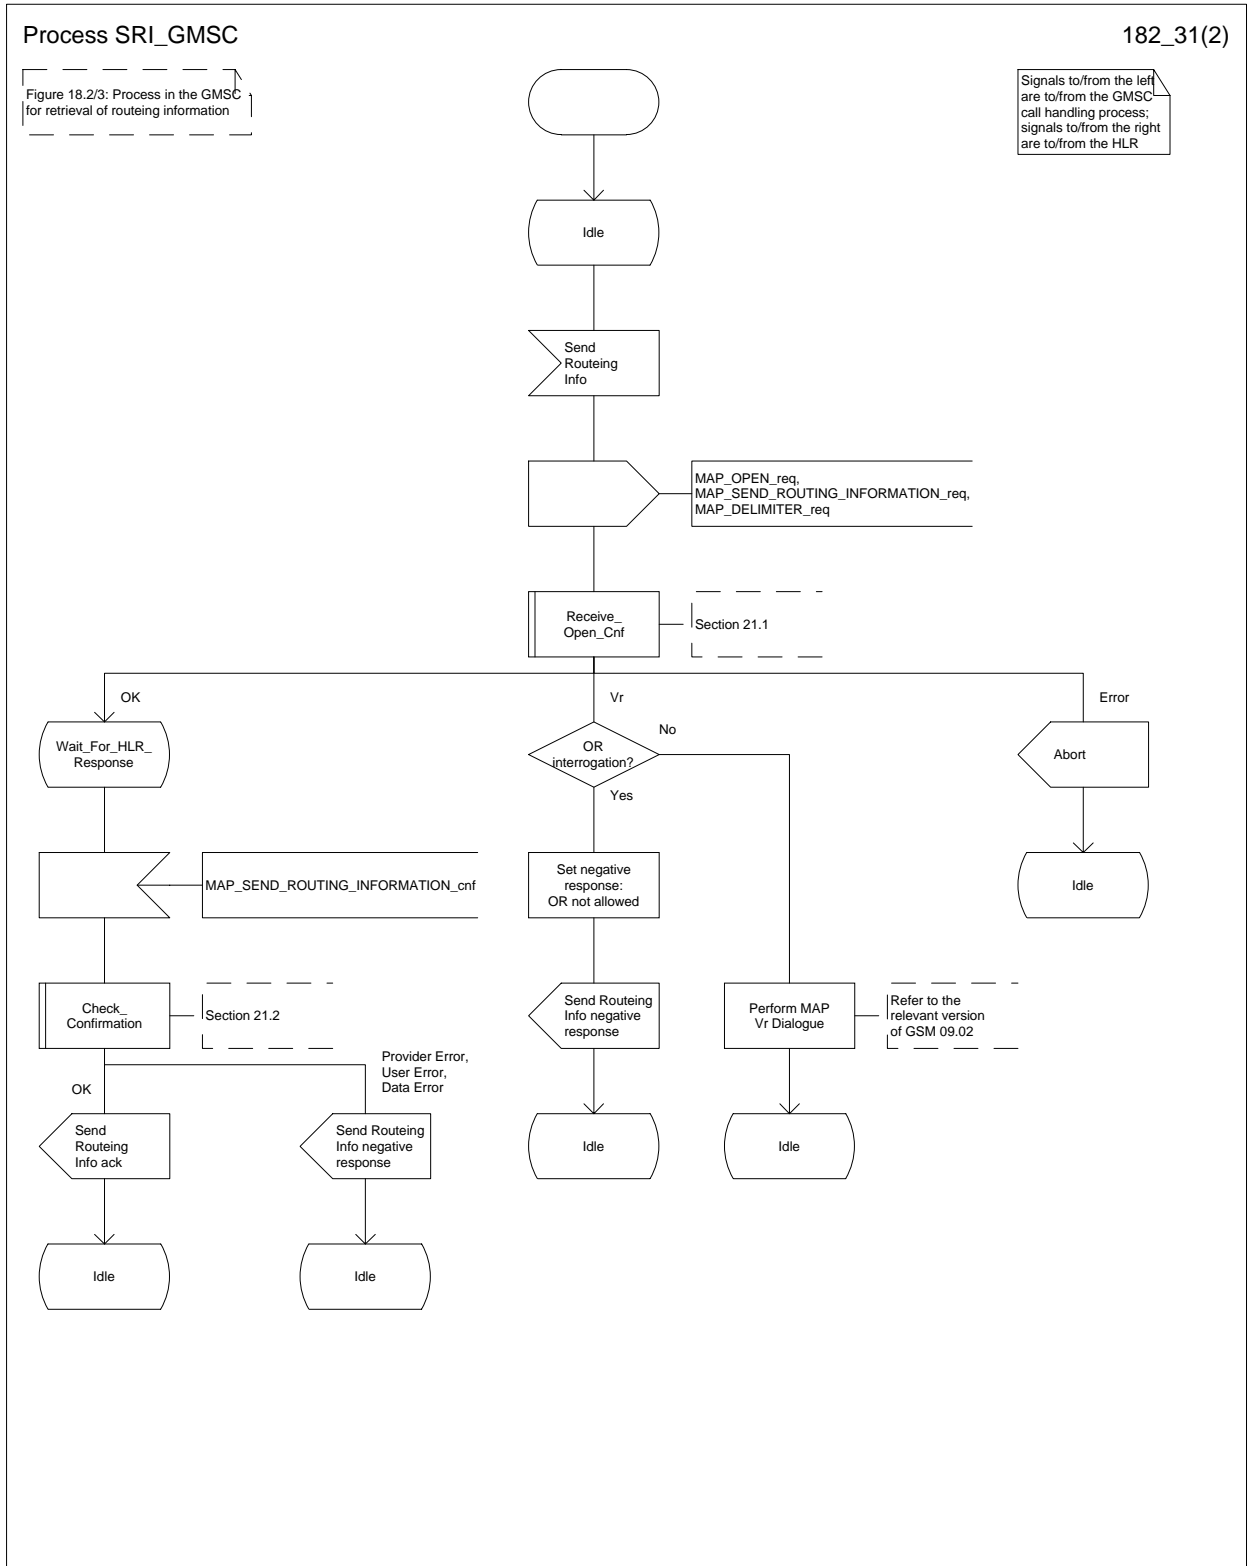 Process SRI_GMSC
182_31(2)
Figure 18.2/3: Process in the GMSC
for retrieval of routeing information
Signals to/from the left
are to/from the GMSC
call handling process;
signals to/from the right
are to/from the HLR
Idle
Send
Routeing
Info
MAP_OPEN_req,
MAP_SEND_ROUTING_INFORMATION_req,
MAP_DELIMITER_req
Receive_
Open_Cnf
Section 21.1
OK
Vr
Error
Wait_For_HLR_
Response
OR
interrogation?
No
Yes
Abort
MAP_SEND_ROUTING_INFORMATION_cnf
Set negative
response:
OR not allowed
Idle
Check_
Confirmation
Section 21.2
Send Routeing
Info negative
response
Perform MAP
Vr Dialogue
Refer to the
relevant version
of GSM 09.02
OK
Provider Error,
User Error,
Data Error
Send
Routeing
Info ack
Send Routeing
Info negative
response
Idle
Idle
Idle
Idle